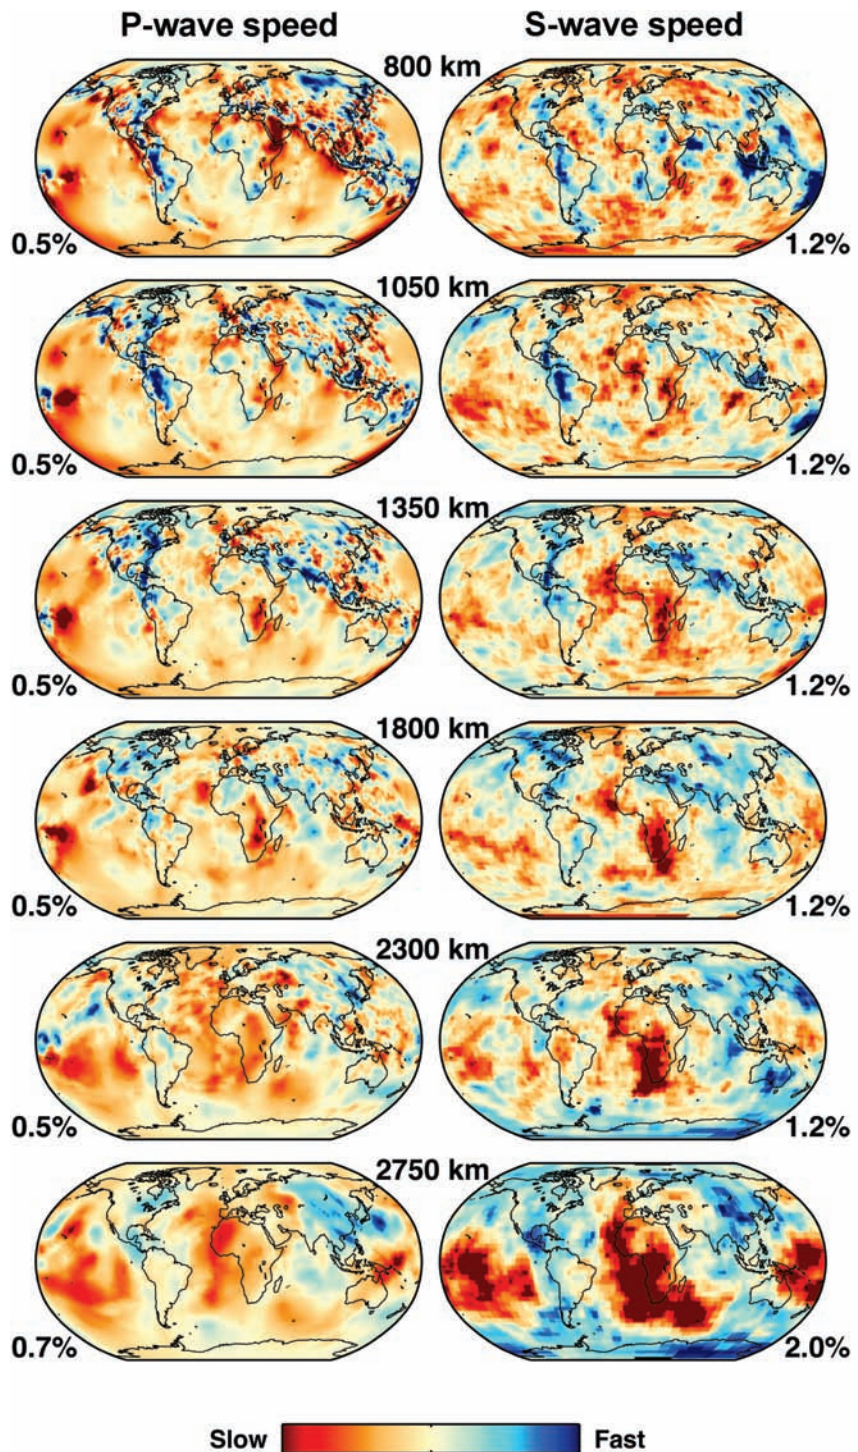 P-wave speed S-wave speed
800 km
0.5% 1.2%
1050 km
0.5% 1.2%
1350 km
0.5% 1.2%
1800 km
0.5% 1.2%
2300 km
0.5% 1.2%
2750 km
0.7% 2.0%
Slow Fast